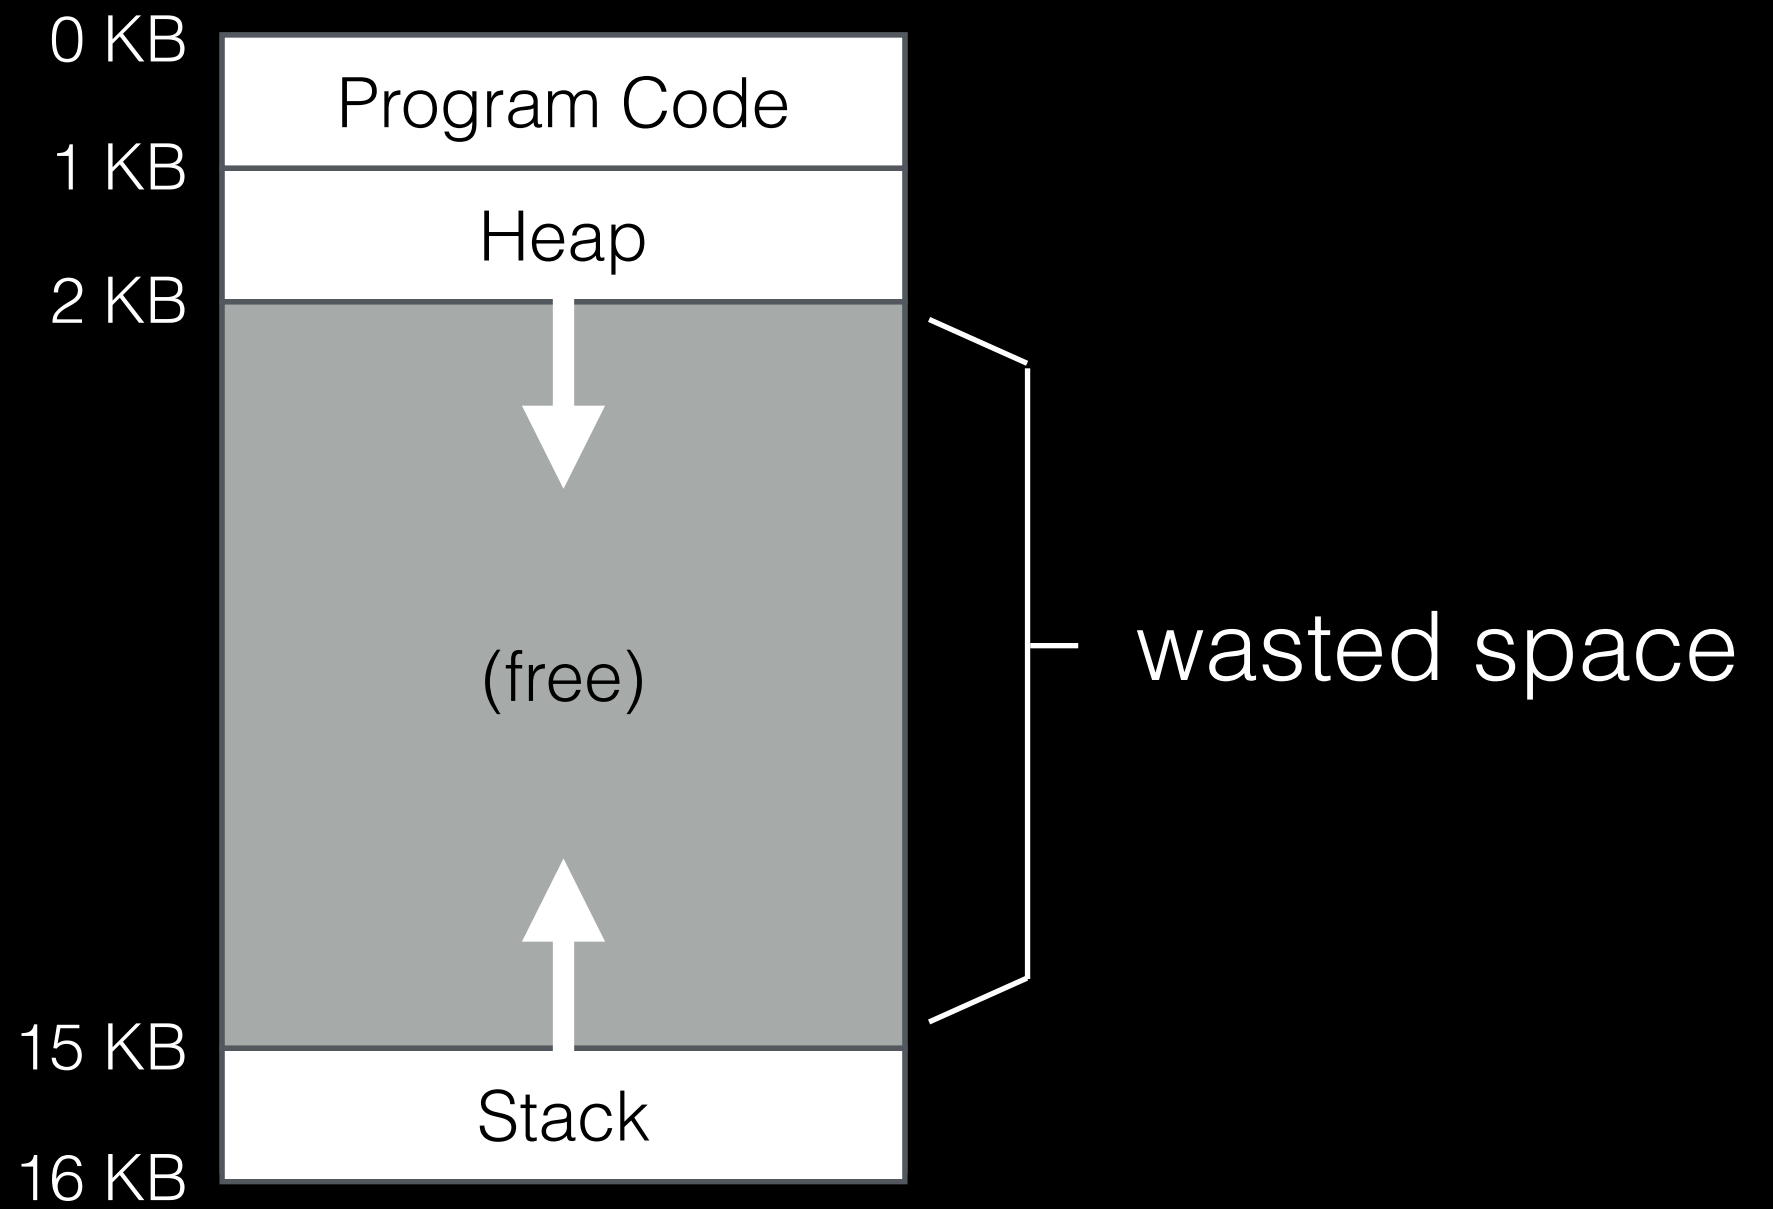 0 KB
Program Code
1 KB
Heap
2 KB
(free)
wasted space
15 KB
Stack
16 KB